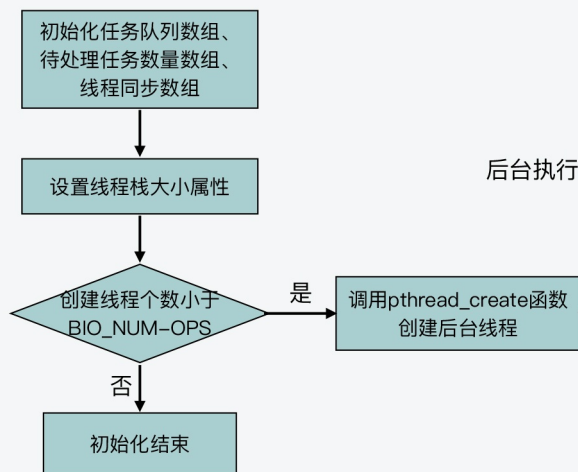 初始化任务队列数组、
待处理任务数量数组、
线程同步数组
设置线程栈大小属性
后台执行
创建线程个数小于
BIO_NUM-OPS
是
调用pthread_create函数
创建后台线程
否
初始化结束